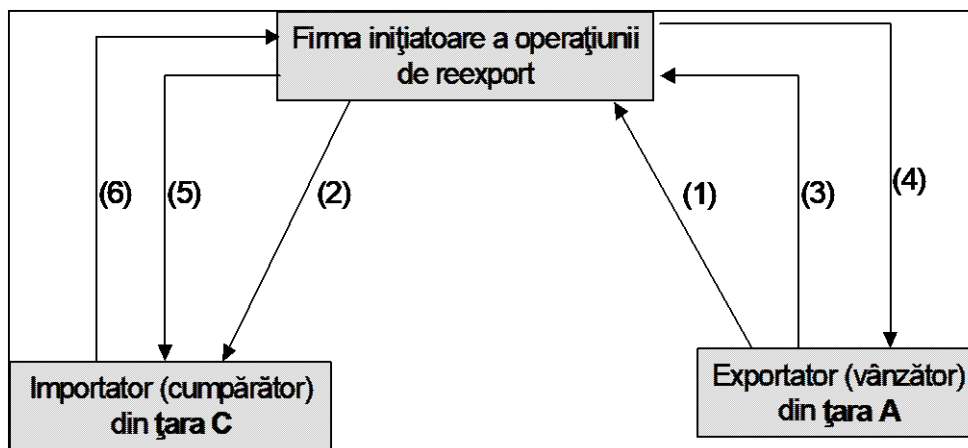 Firma iniţiatoare a operaţiunii
de reexport
(6)
(5)
(2)
(1)
(3)
(4)
Importator (cumpărător)
din ţara C
Exportator (vânzător)
din ţara A